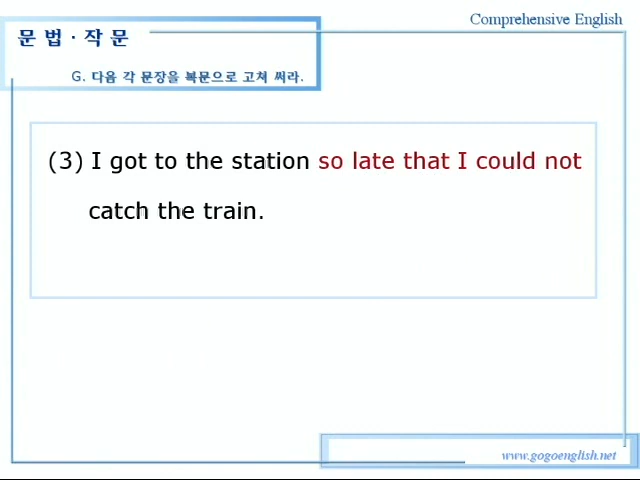 Comprehensive English
문 법 · 작 문
G. 다음 각 문장을 복문으로 고쳐 써라.
(3) I got to the station so late that I could not
catch the train.
www.gogoenglish.net